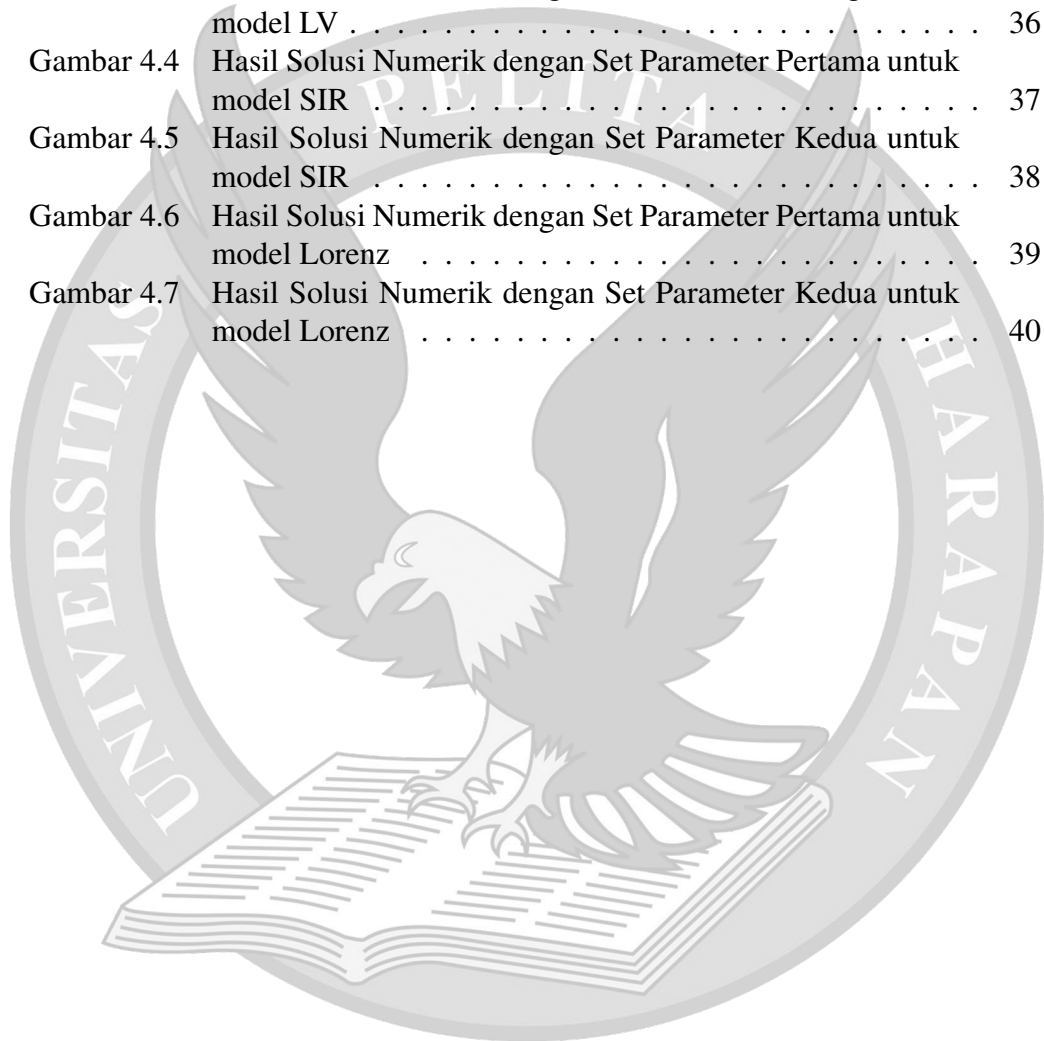 model LV . . . . . . . . . . . . . . . . . . . . . . . . . . . . . 36
Gambar 4.4 Hasil Solusi Numerik dengan Set Parameter Pertama untuk
model SIR . . . . . . . . . . . . . . . . . . . . . . . . . . . . 37
Gambar 4.5 Hasil Solusi Numerik dengan Set Parameter Kedua untuk
model SIR . . . . . . . . . . . . . . . . . . . . . . . . . . . . 38
Gambar 4.6 Hasil Solusi Numerik dengan Set Parameter Pertama untuk
model Lorenz . . . . . . . . . . . . . . . . . . . . . . . . . . 39
Gambar 4.7 Hasil Solusi Numerik dengan Set Parameter Kedua untuk
model Lorenz . . . . . . . . . . . . . . . . . . . . . . . . . . 40
UNIVERSITAS PELITA HARAPAN